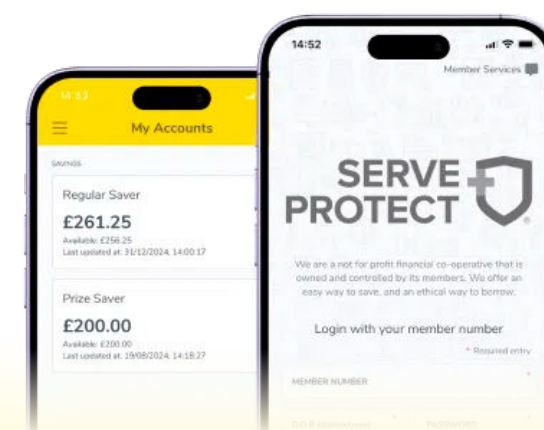 14:52
My Accounts
SAVINGS
Regular Saver
£261.25
Available: £256.25
Last updated at: 31/12/2024, 14:00:17
Prize Saver
£200.00
Available: £200.00
Last updated at: 19/08/2024, 14:18:27
14:52
Member Services
SERVE
PROTECT
We are a not for profit financial co-operative that is
owned and controlled by its members. We offer an
easy way to save, and an ethical way to borrow.
Login with your member number
* Required entry
MEMBER NUMBER *
PASSWORD